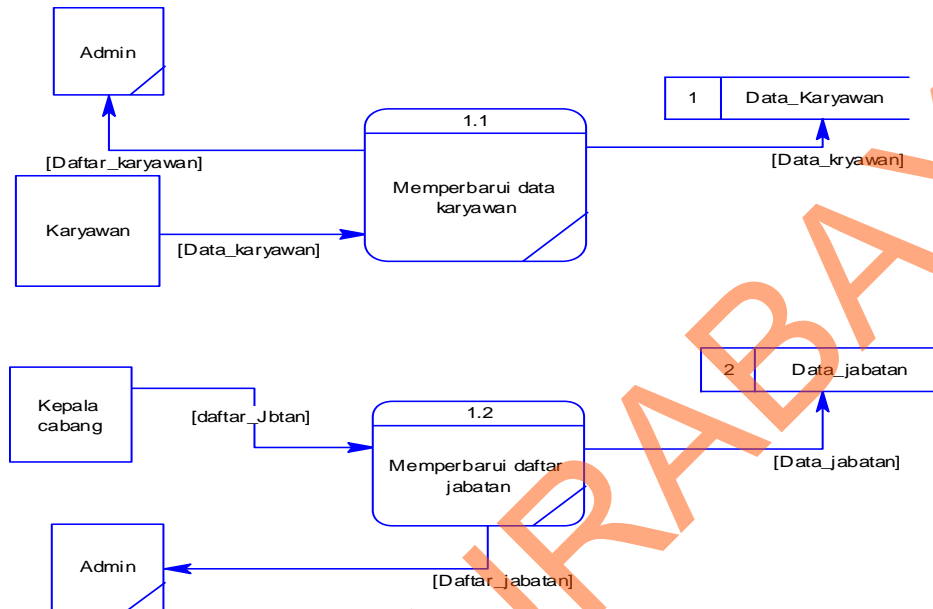 Admin
1
Data_Karyawan
1.1
[Daftar_karyawan]
[Data_kryawan]
Memperbarui data
karyawan
Karyawan
[Data_karyawan]
2
Data_jabatan
Kepala
cabang
[daftar_Jbtan]
1.2
[Data_jabatan]
Memperbarui daftar
jabatan
Admin
[Daftar_jabatan]
URABAY